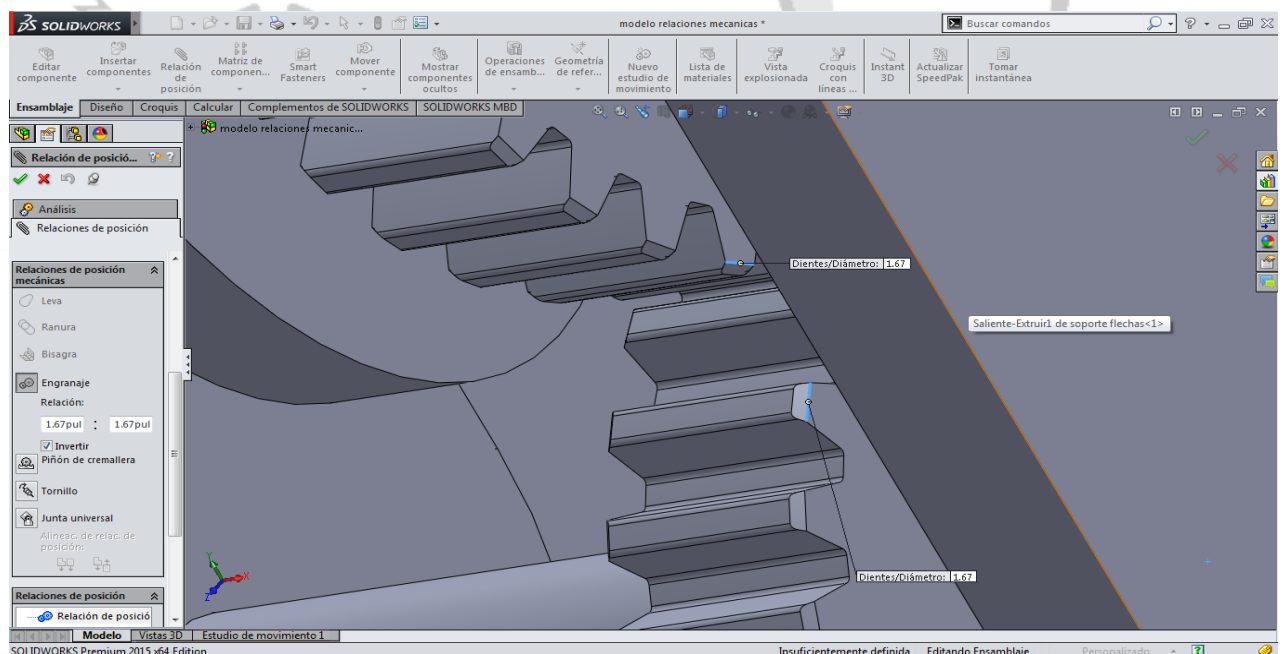 SOLIDWORKS
modelo relaciones mecanicas *
Buscar comandos
Editar componente
Insertar componentes
Relación de posición
Matriz de componen...
Smart Fasteners
Mover componente
Mostrar componentes ocultos
Operaciones de ensamb...
Geometría de refer...
Nuevo estudio de movimiento
Lista de materiales
Vista explosionada
Croquis con líneas ...
Instant 3D
Actualizar SpeedPak
Tomar instantánea
Ensamblaje
Diseño
Croquis
Calcular
Complementos de SOLIDWORKS
SOLIDWORKS MBD
modelo relaciones mecanic...
Relación de posició...
Análisis
Relaciones de posición
Relaciones de posición mecánicas
Leva
Ranura
Bisagra
Engranaje
Relación:
1.67pul : 1.67pul
Invertir
Piñón de cremallera
Tornillo
Junta universal
Alineac. de relac. de posición:
Relaciones de posición
Relación de posició
Dientes/Diámetro: 1.67
Saliente-Extruir1 de soporte flechas<1>
Dientes/Diámetro: 1.67
Y
X
Z
Modelo
Vistas 3D
Estudio de movimiento 1
SOLIDWORKS Premium 2015 x64 Edition
Insuficientemente definida
Editando Ensamblaje
Personalizado